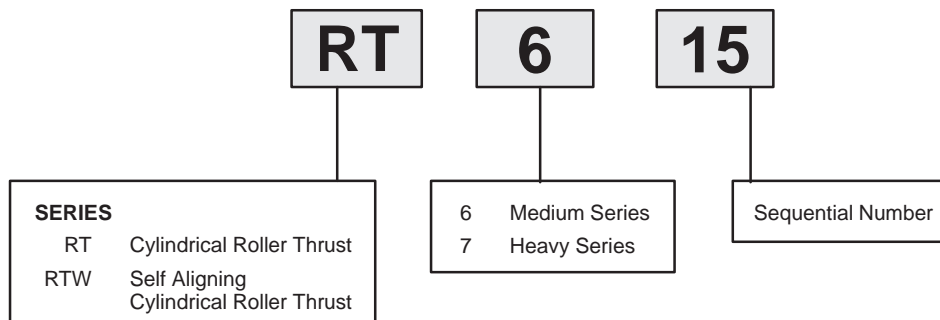 RT 6 15
SERIES
RT Cylindrical Roller Thrust
RTW Self Aligning
Cylindrical Roller Thrust
6 Medium Series
7 Heavy Series
Sequential Number